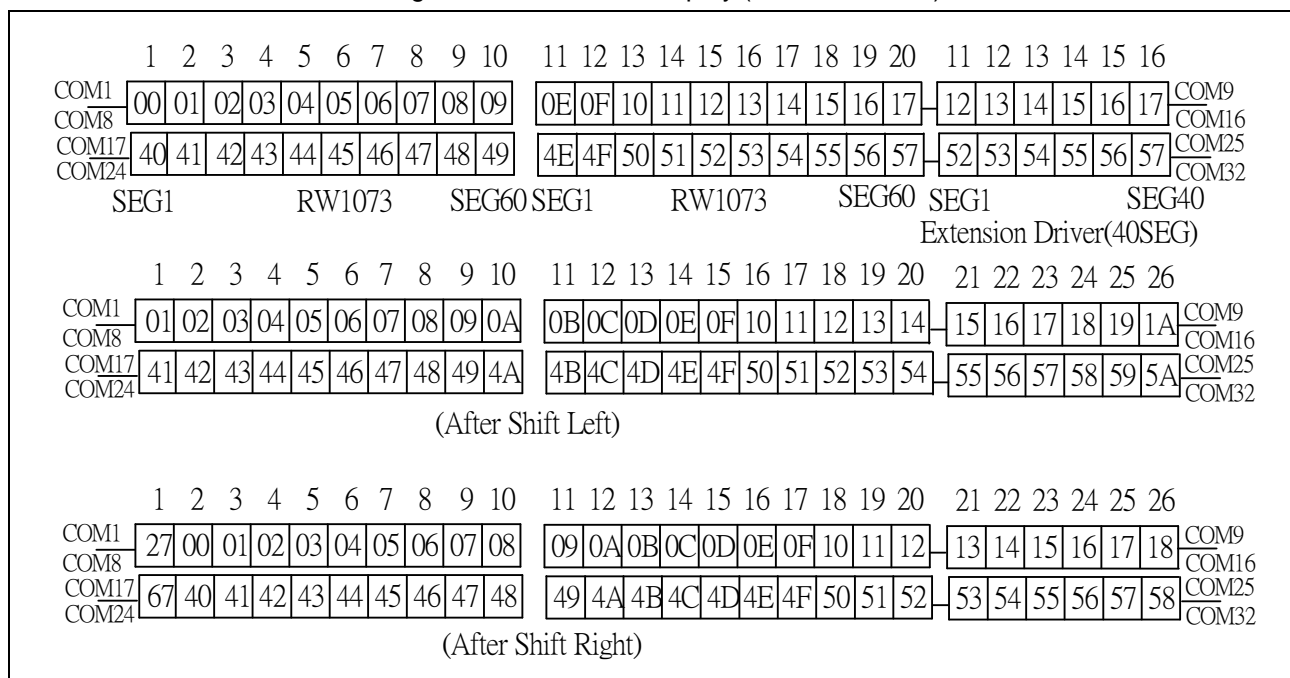 1 2 3 4 5 6 7 8 9 10 11 12 13 14 15 16 17 18 19 20 11 12 13 14 15 16
COM1 COM8 00 01 02 03 04 05 06 07 08 09 0E 0F 10 11 12 13 14 15 16 17 12 13 14 15 16 17 COM9 COM16
COM17 COM24 40 41 42 43 44 45 46 47 48 49 4E 4F 50 51 52 53 54 55 56 57 52 53 54 55 56 57 COM25 COM32
SEG1 RW1073 SEG60 SEG1 RW1073 SEG60 SEG1 SEG40
Extension Driver(40SEG)
1 2 3 4 5 6 7 8 9 10 11 12 13 14 15 16 17 18 19 20 21 22 23 24 25 26
COM1 COM8 01 02 03 04 05 06 07 08 09 0A 0B 0C 0D 0E 0F 10 11 12 13 14 15 16 17 18 19 1A COM9 COM16
COM17 COM24 41 42 43 44 45 46 47 48 49 4A 4B 4C 4D 4E 4F 50 51 52 53 54 55 56 57 58 59 5A COM25 COM32
(After Shift Left)
1 2 3 4 5 6 7 8 9 10 11 12 13 14 15 16 17 18 19 20 21 22 23 24 25 26
COM1 COM8 27 00 01 02 03 04 05 06 07 08 09 0A 0B 0C 0D 0E 0F 10 11 12 13 14 15 16 17 18 COM9 COM16
COM17 COM24 67 40 41 42 43 44 45 46 47 48 49 4A 4B 4C 4D 4E 4F 50 51 52 53 54 55 56 57 58 COM25 COM32
(After Shift Right)